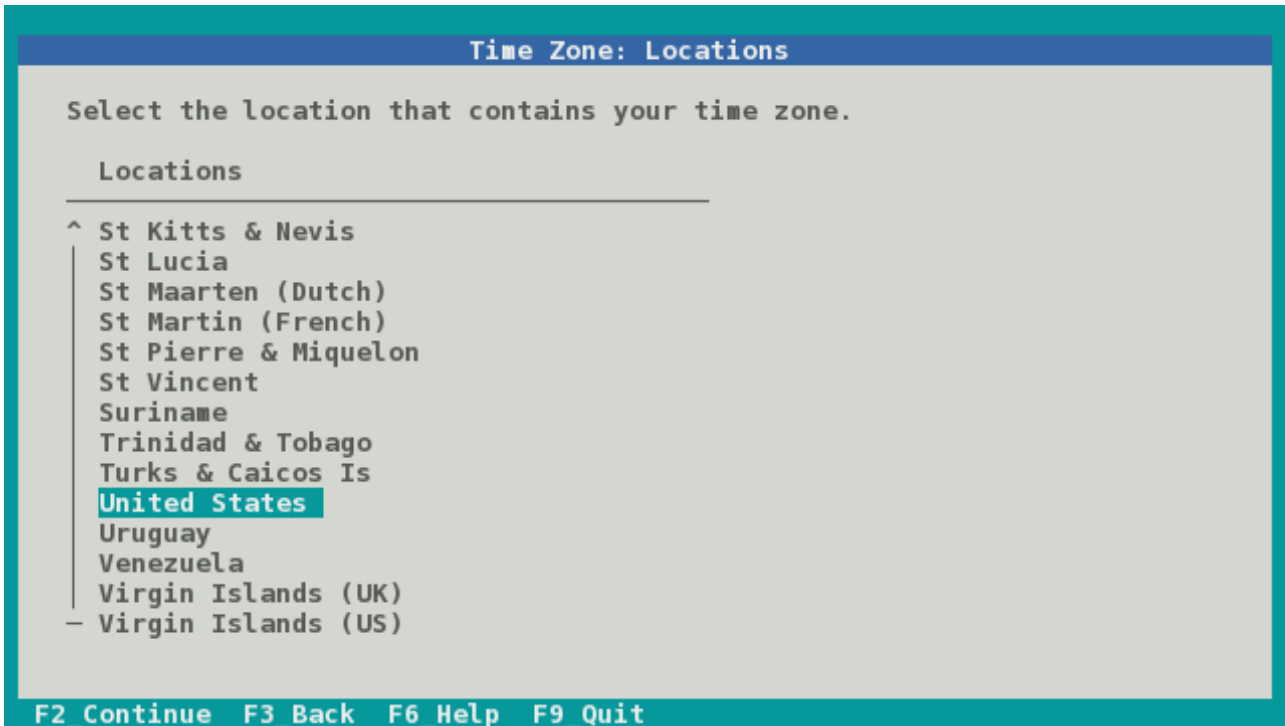 Time Zone: Locations
Select the location that contains your time zone.
Locations
^ St Kitts & Nevis
St Lucia
St Maarten (Dutch)
St Martin (French)
St Pierre & Miquelon
St Vincent
Suriname
Trinidad & Tobago
Turks & Caicos Is
United States
Uruguay
Venezuela
Virgin Islands (UK)
– Virgin Islands (US)
F2 Continue F3 Back F6 Help F9 Quit